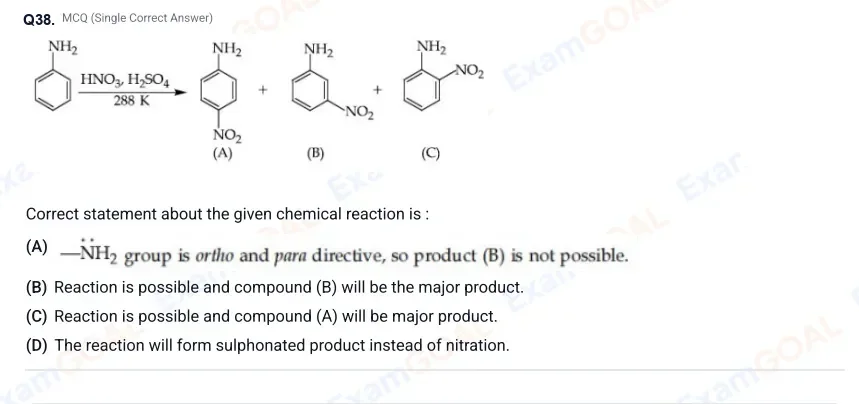 Q38. MCQ (Single Correct Answer)
NH₂ NH₂ NH₂ NH₂
HNO₃, H₂SO₄
288 K
+ +
NO₂
NO₂
NO₂
(A) (B) (C)
Correct statement about the given chemical reaction is :
(A) —N̈H₂ group is ortho and para directive, so product (B) is not possible.
(B) Reaction is possible and compound (B) will be the major product.
(C) Reaction is possible and compound (A) will be major product.
(D) The reaction will form sulphonated product instead of nitration.
ExamGOAL